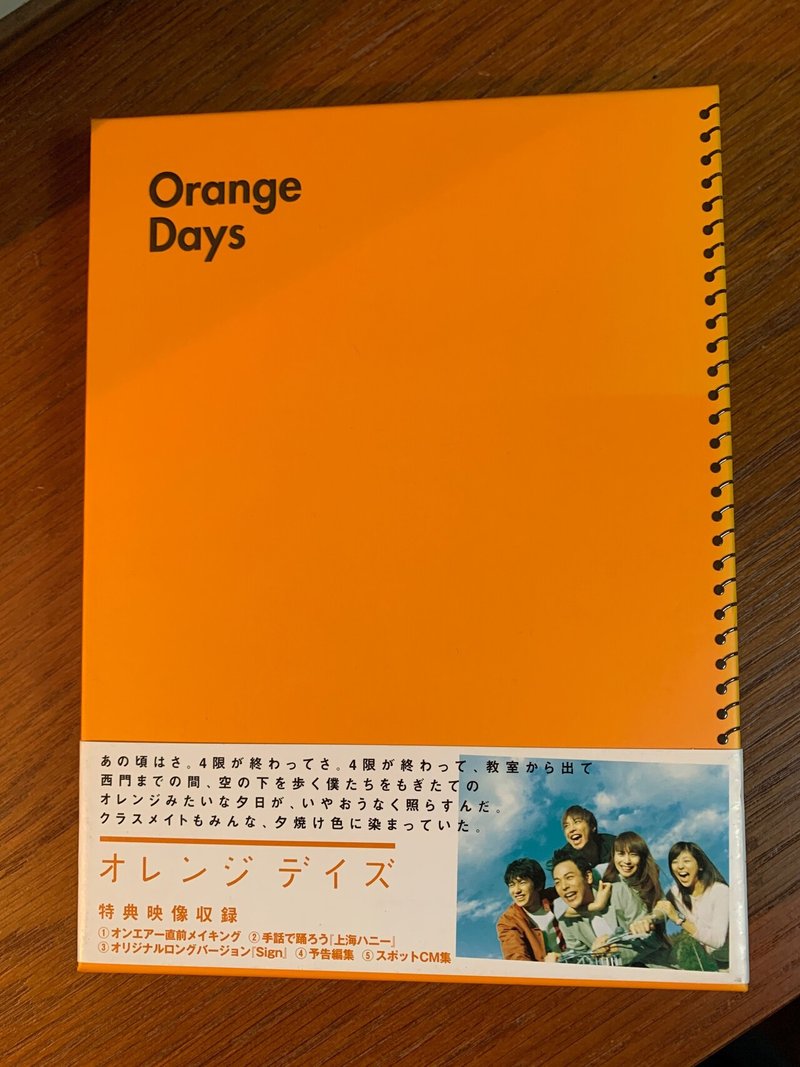 Orange
Days
あの頃はさ。4限が終わってさ。4限が終わって、教室から出て
西門までの間、空の下を歩く僕たちをもぎたての
オレンジみたいな夕日が、いやおうなく照らすんだ。
クラスメイトもみんな、夕焼け色に染まっていた。
オレンジ デイズ
特典映像収録
①オンエアー直前メイキング ②手話で踊ろう『上海ハニー』
③オリジナルロングバージョン『Sign』 ④予告編集 ⑤スポットCM集